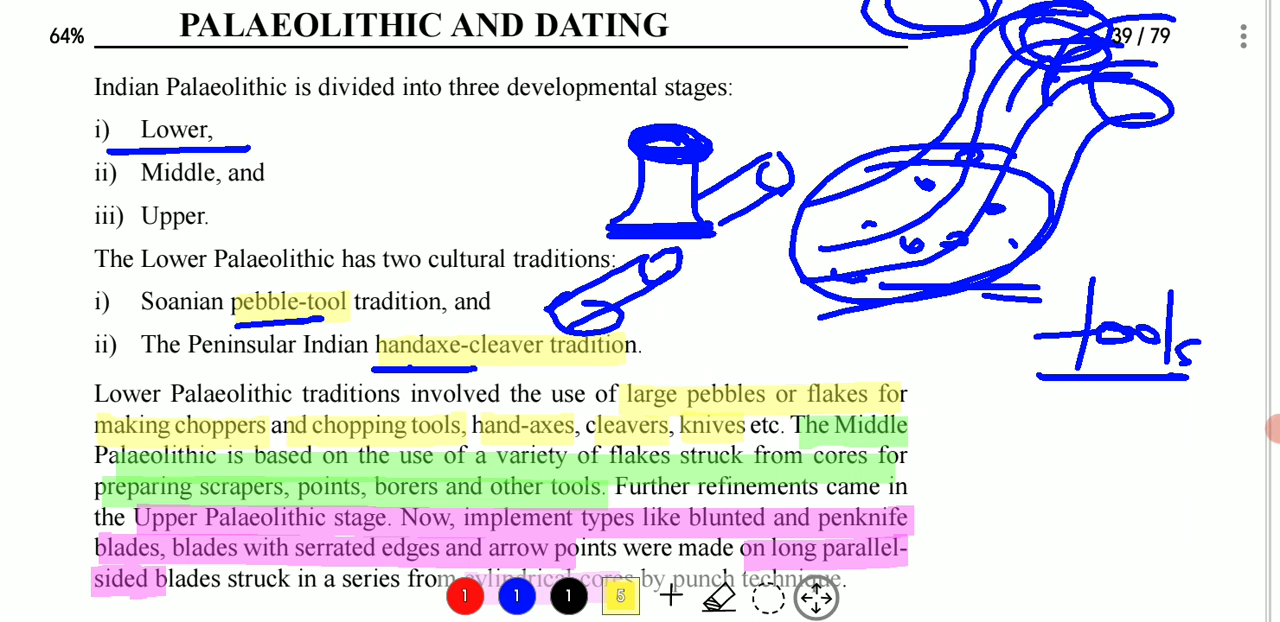 PALAEOLITHIC AND DATING
64%
39 / 79
Indian Palaeolithic is divided into three developmental stages:
i) Lower,
ii) Middle, and
iii) Upper.
The Lower Palaeolithic has two cultural traditions:
i) Soanian pebble-tool tradition, and
ii) The Peninsular Indian handaxe-cleaver tradition.
tools
Lower Palaeolithic traditions involved the use of large pebbles or flakes for
making choppers and chopping tools, hand-axes, cleavers, knives etc. The Middle
Palaeolithic is based on the use of a variety of flakes struck from cores for
preparing scrapers, points, borers and other tools. Further refinements came in
the Upper Palaeolithic stage. Now, implement types like blunted and penknife
blades, blades with serrated edges and arrow points were made on long parallel-
sided blades struck in a series from cylindrical cores by punch technique.
1 1 1 5